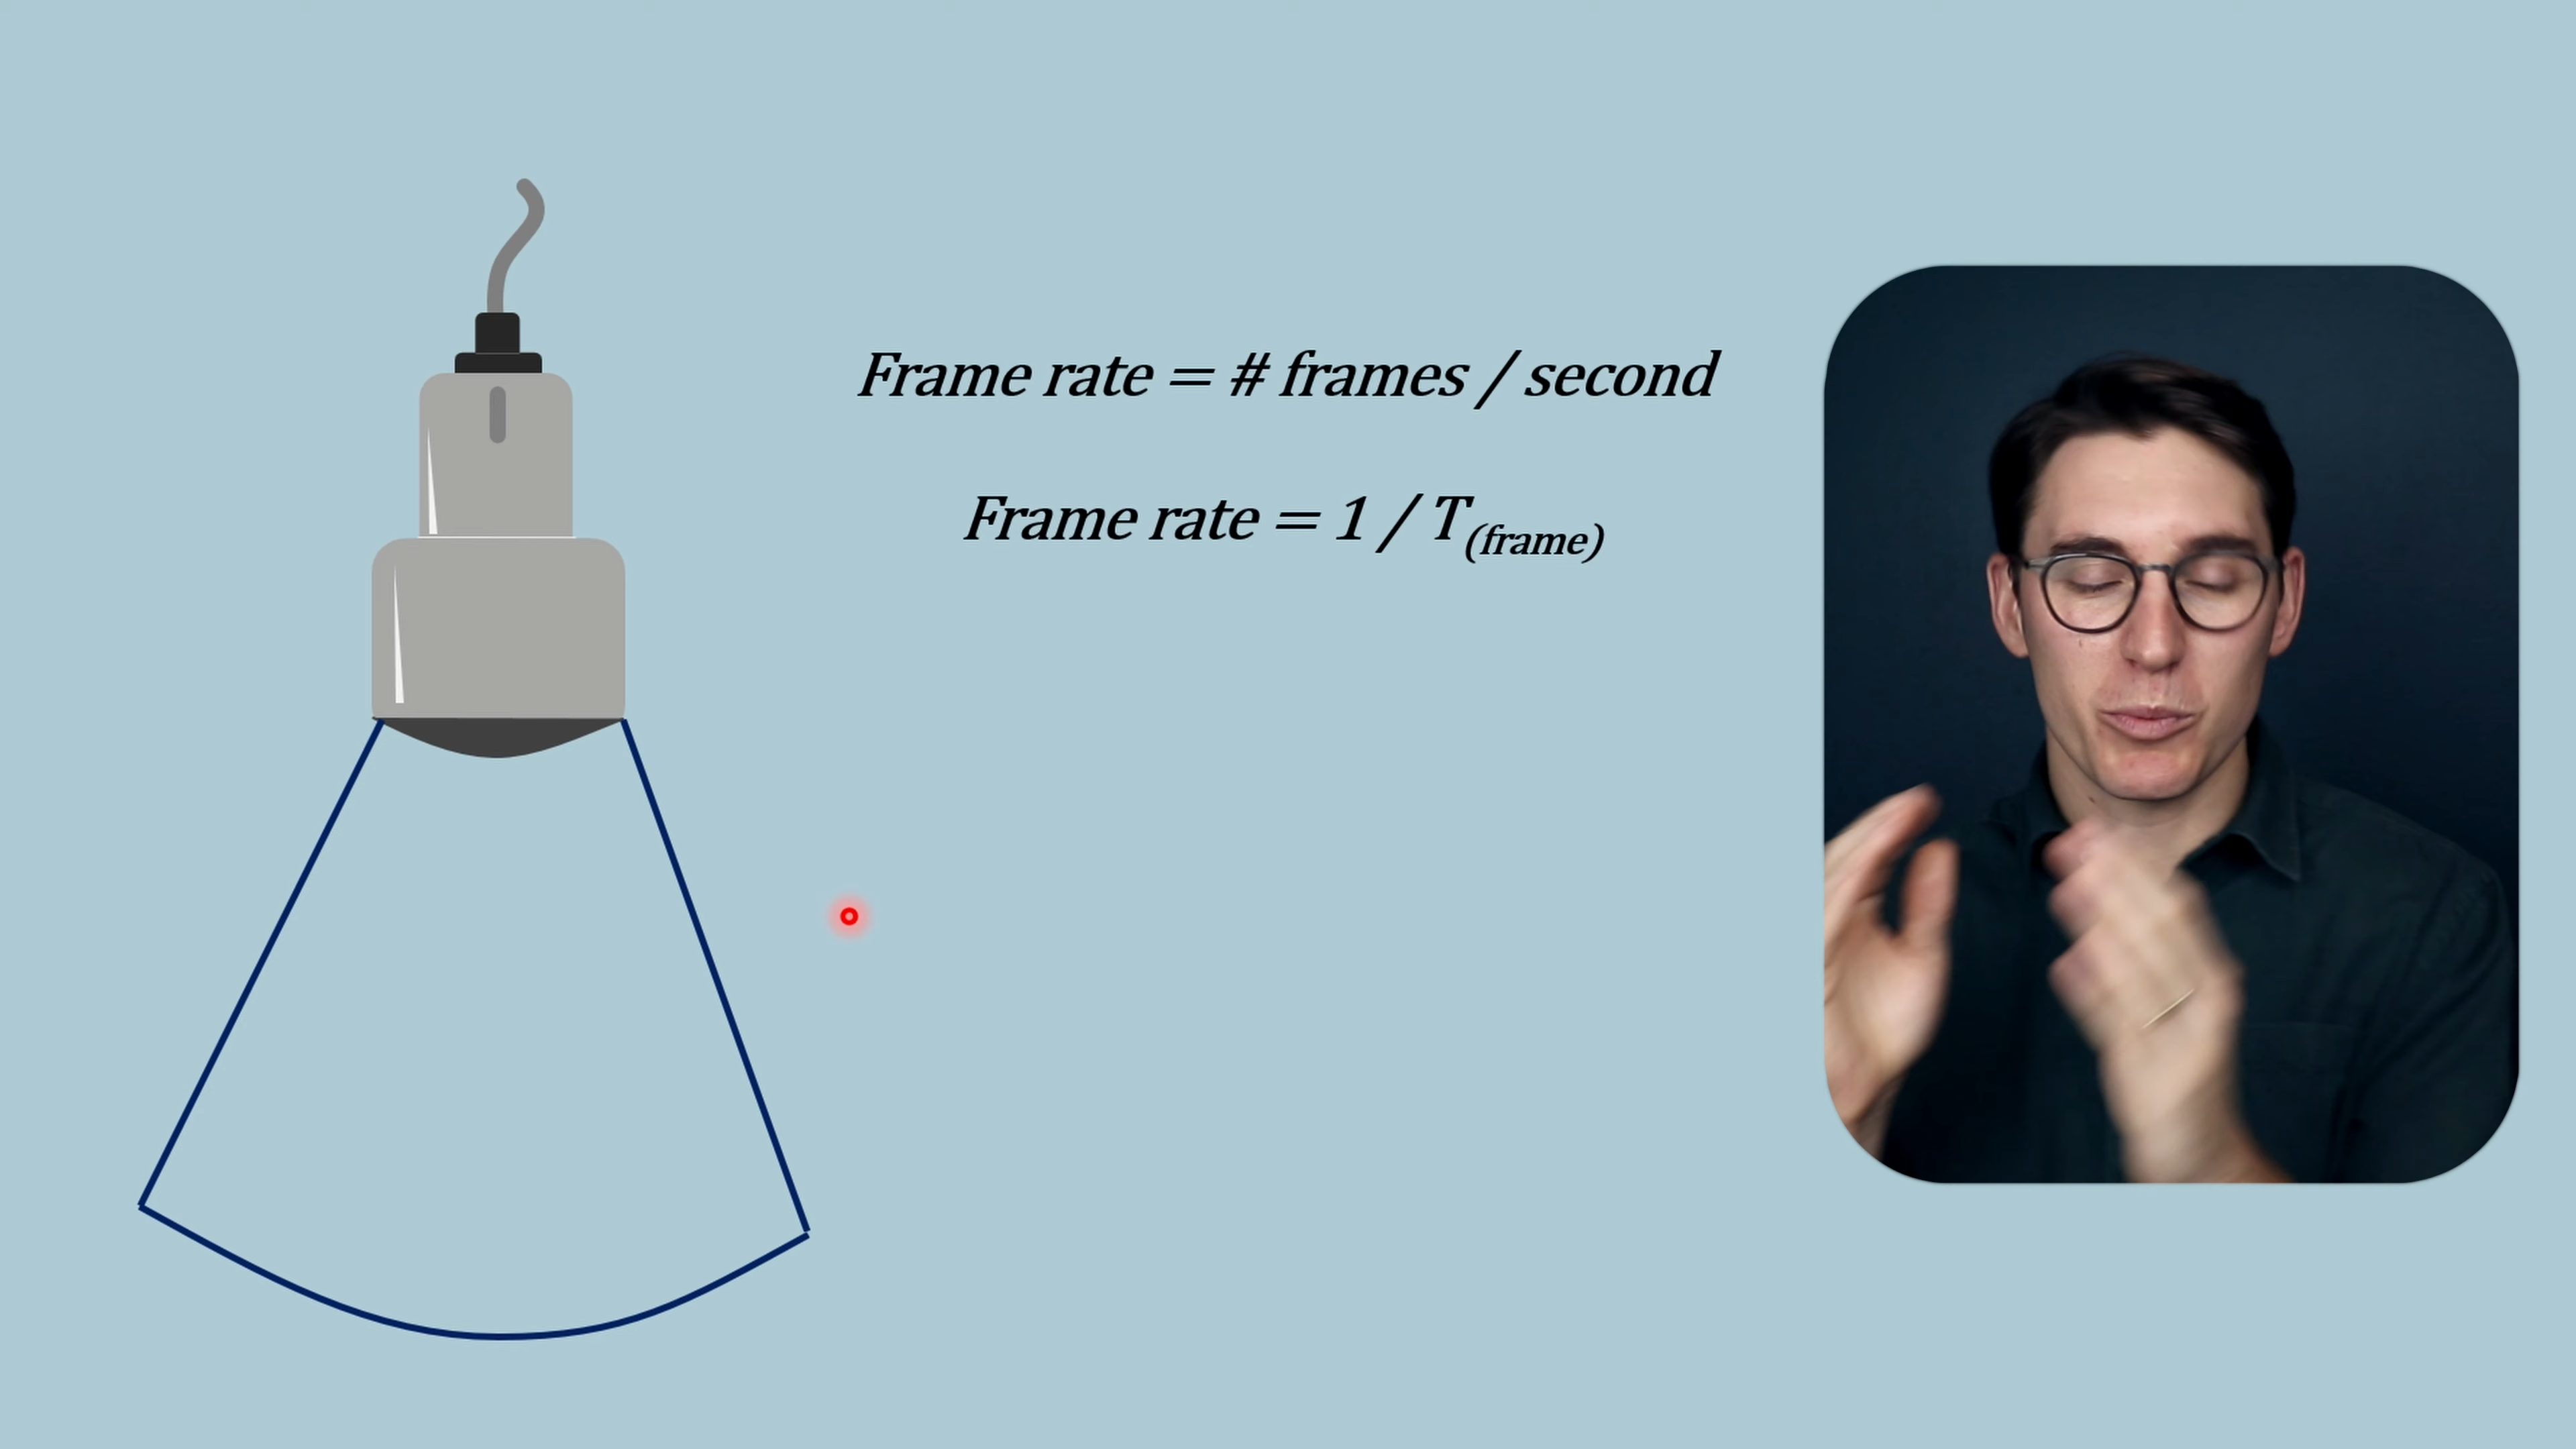 Frame rate = # frames / second
Frame rate = 1 / T(frame)